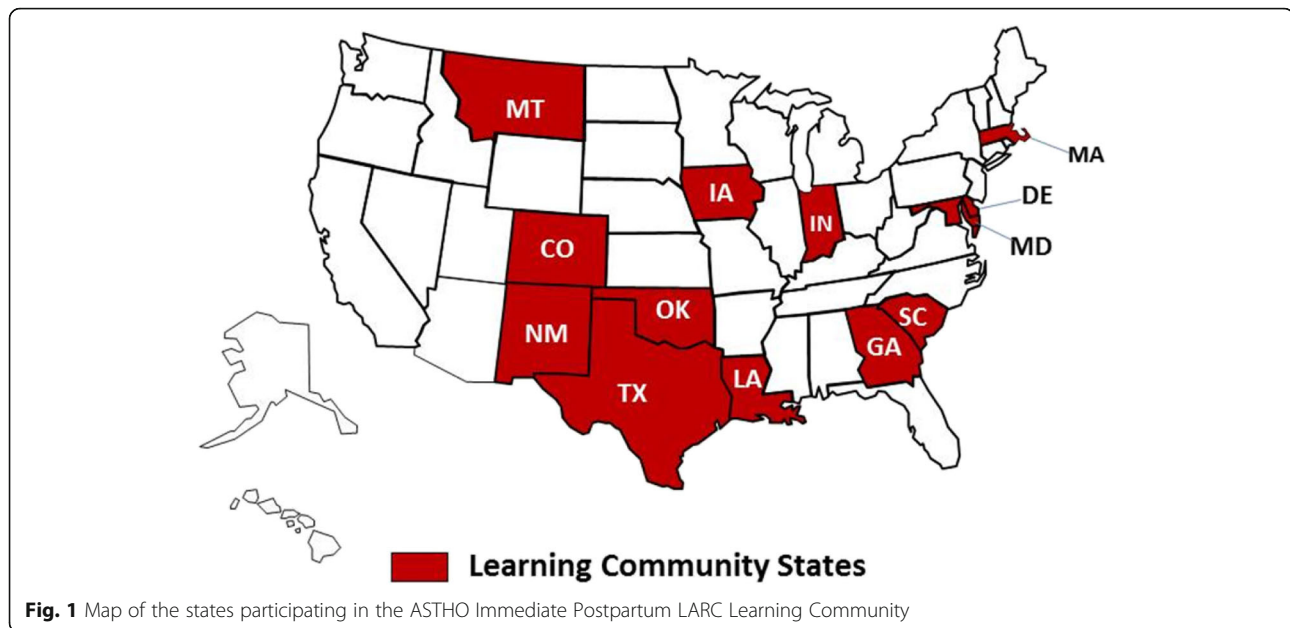 MT
MA
IA
DE
IN
MD
CO
OK
SC
NM
GA
LA
TX
Learning Community States
Fig. 1 Map of the states participating in the ASTHO Immediate Postpartum LARC Learning Community